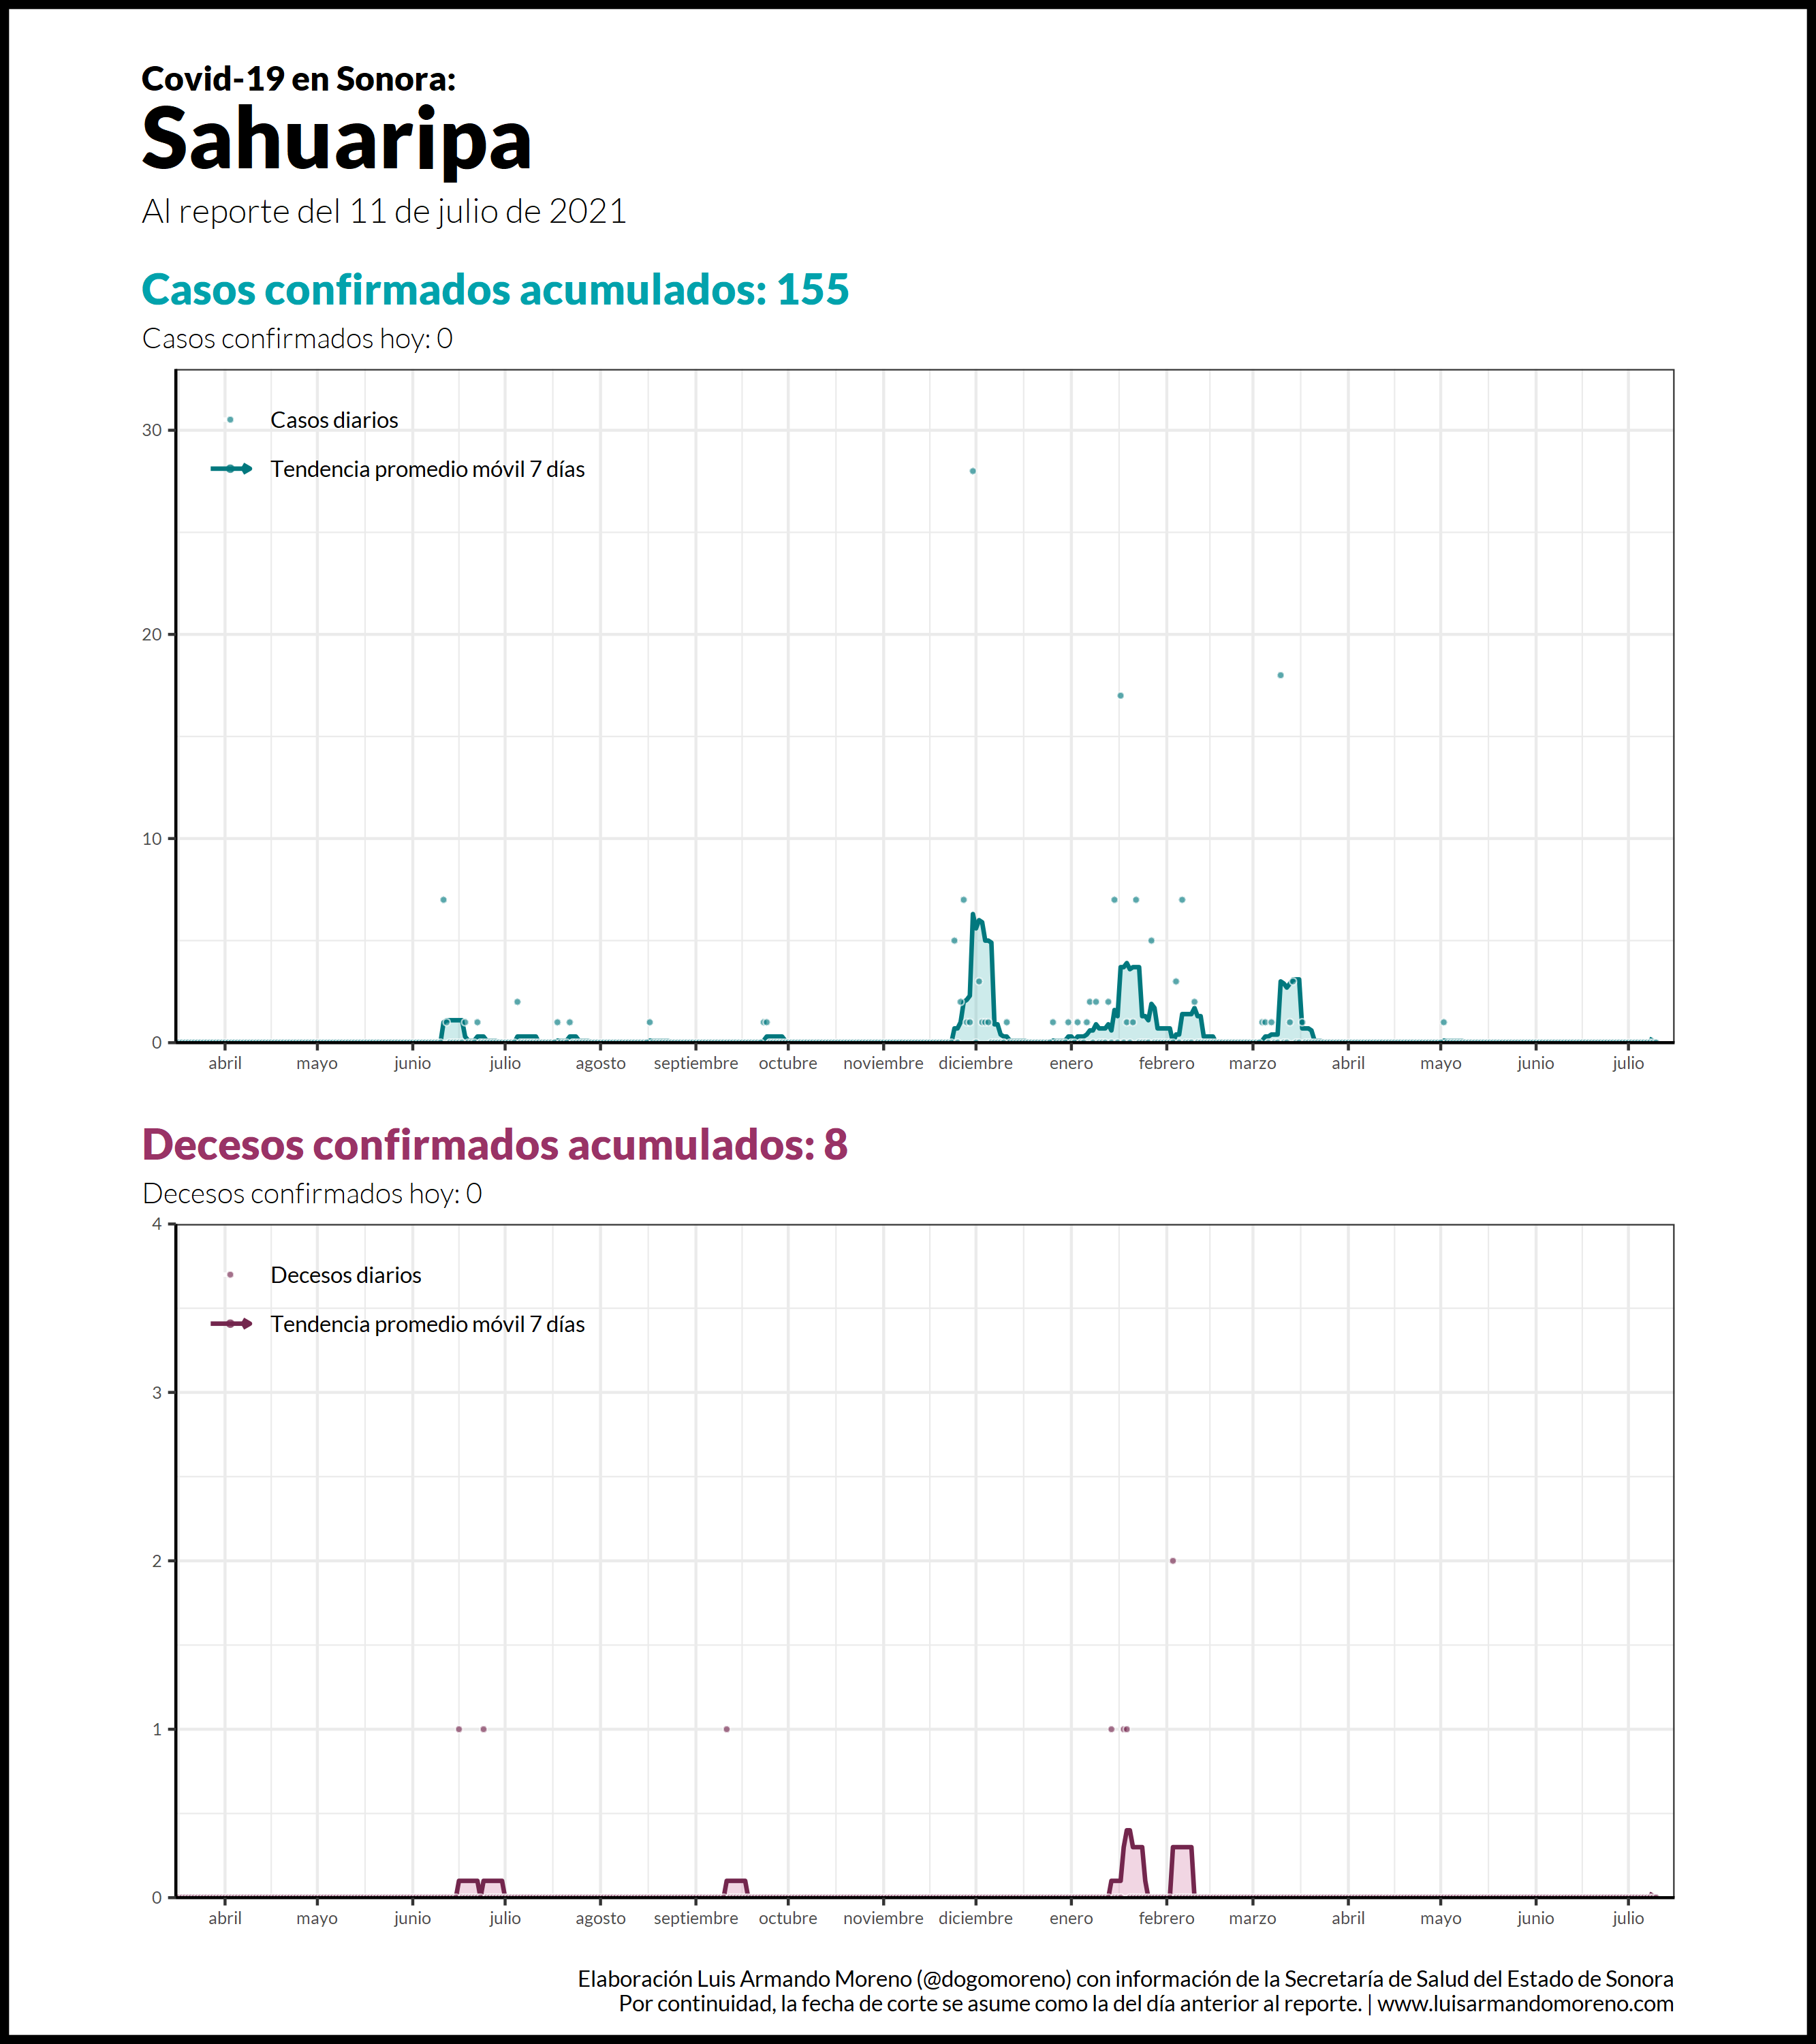 Covid-19 en Sonora:
Sahuaripa
Al reporte del 11 de julio de 2021
Casos confirmados acumulados: 155
Casos confirmados hoy: 0
Casos diarios
Tendencia promedio móvil 7 días
30
20
10
0
abril mayo junio julio agosto septiembre octubre noviembre diciembre enero febrero marzo abril mayo junio julio
Decesos confirmados acumulados: 8
Decesos confirmados hoy: 0
4
Decesos diarios
Tendencia promedio móvil 7 días
3
2
1
0
abril mayo junio julio agosto septiembre octubre noviembre diciembre enero febrero marzo abril mayo junio julio
Elaboración Luis Armando Moreno (@dogomoreno) con información de la Secretaría de Salud del Estado de Sonora
Por continuidad, la fecha de corte se asume como la del día anterior al reporte. | www.luisarmandomoreno.com